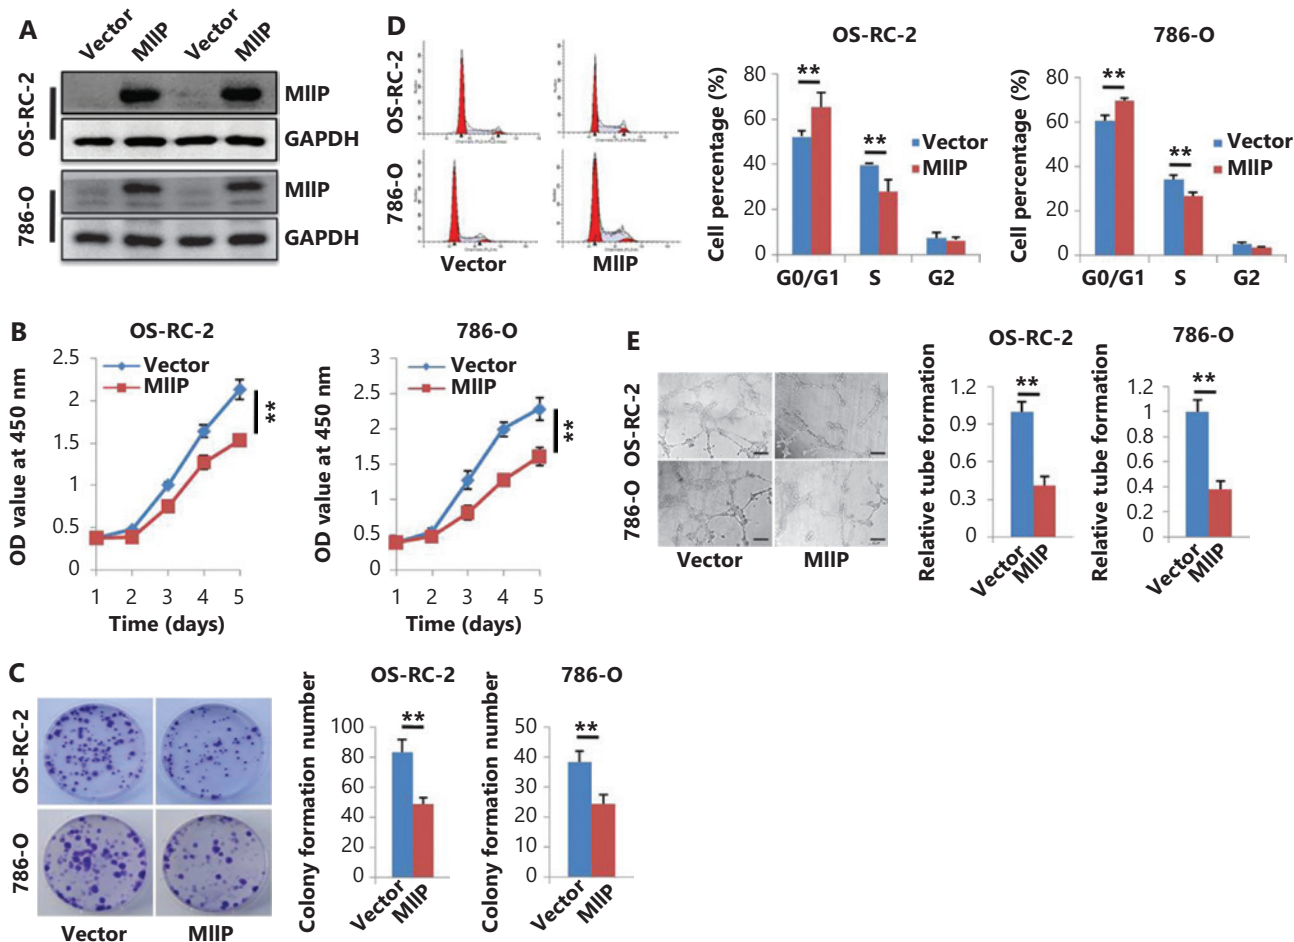 A
Vector
MIIP
Vector
MIIP
OS-RC-2
MIIP
GAPDH
786-O
MIIP
GAPDH
D
OS-RC-2
786-O
Vector
MIIP
OS-RC-2
Cell percentage (%)
80
60
40
20
0
**
**
Vector
MIIP
G0/G1
S
G2
786-O
Cell percentage (%)
80
60
40
20
0
**
**
Vector
MIIP
G0/G1
S
G2
B
OS-RC-2
OD value at 450 nm
2.5
2
1.5
1
0.5
0
Vector
MIIP
**
1 2 3 4 5
Time (days)
786-O
OD value at 450 nm
3
2.5
2
1.5
1
0.5
0
Vector
MIIP
**
1 2 3 4 5
Time (days)
E
OS-RC-2
786-O
Vector
MIIP
OS-RC-2
Relative tube formation
1.2
0.9
0.6
0.3
0
**
Vector
MIIP
786-O
Relative tube formation
1.2
1
0.8
0.6
0.4
0.2
0
**
Vector
MIIP
C
OS-RC-2
786-O
Vector
MIIP
OS-RC-2
Colony formation number
100
80
60
40
20
0
**
Vector
MIIP
786-O
Colony formation number
50
40
30
20
10
0
**
Vector
MIIP